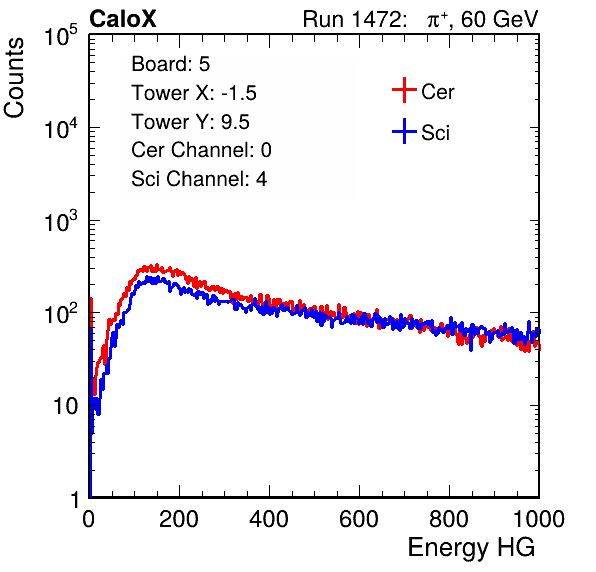 CaloX Run 1472: π⁺, 60 GeV
Counts
Board: 5
Tower X: -1.5
Tower Y: 9.5
Cer Channel: 0
Sci Channel: 4
Cer
Sci
10⁵
10⁴
10³
10²
10
1
0 200 400 600 800 1000
Energy HG